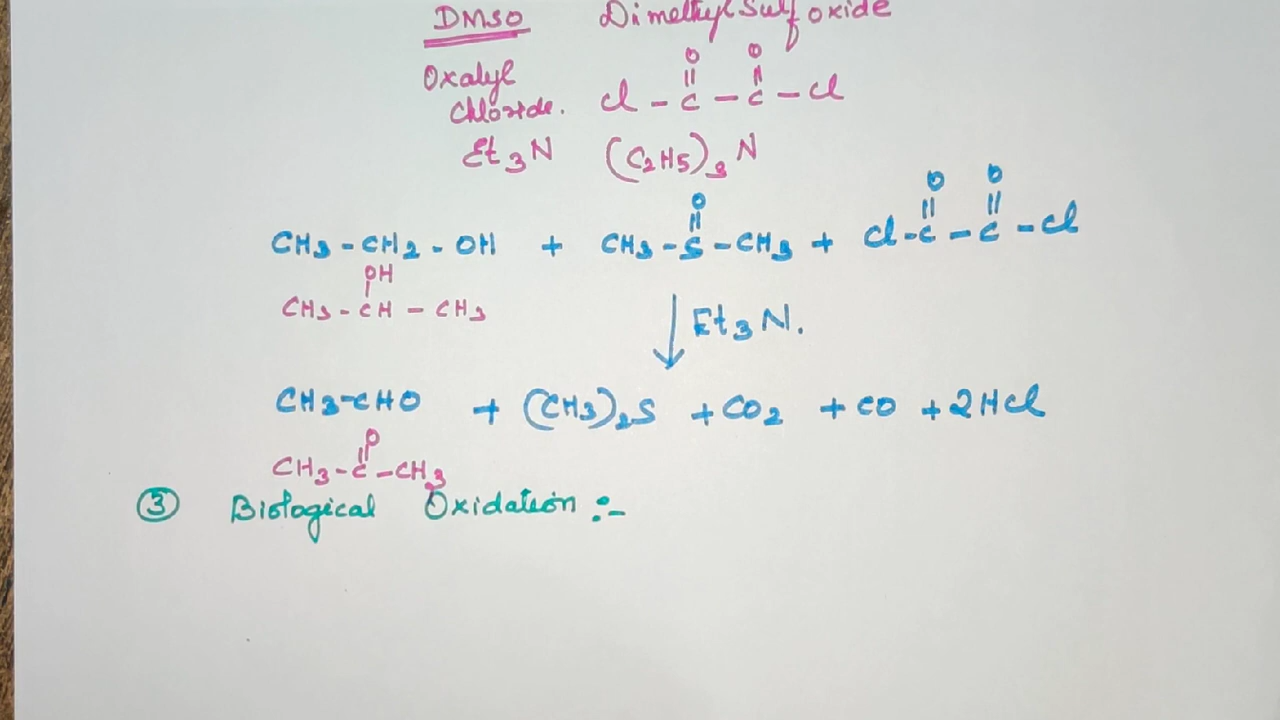 DMSO Dimethyl Sulfoxide
O O
Oxalyl || ||
Chloride. Cl - C - C - Cl
Et3N (C2H5)3 N
O O O
|| || ||
CH3 - CH2 - OH + CH3 - S - CH3 + Cl - C - C - Cl
OH
|
CH3 - CH - CH3
↓ Et3N.
CH3-CHO + (CH3)2S + CO2 + CO + 2HCl
O
||
CH3 - C - CH3
③ Biological Oxidation :-